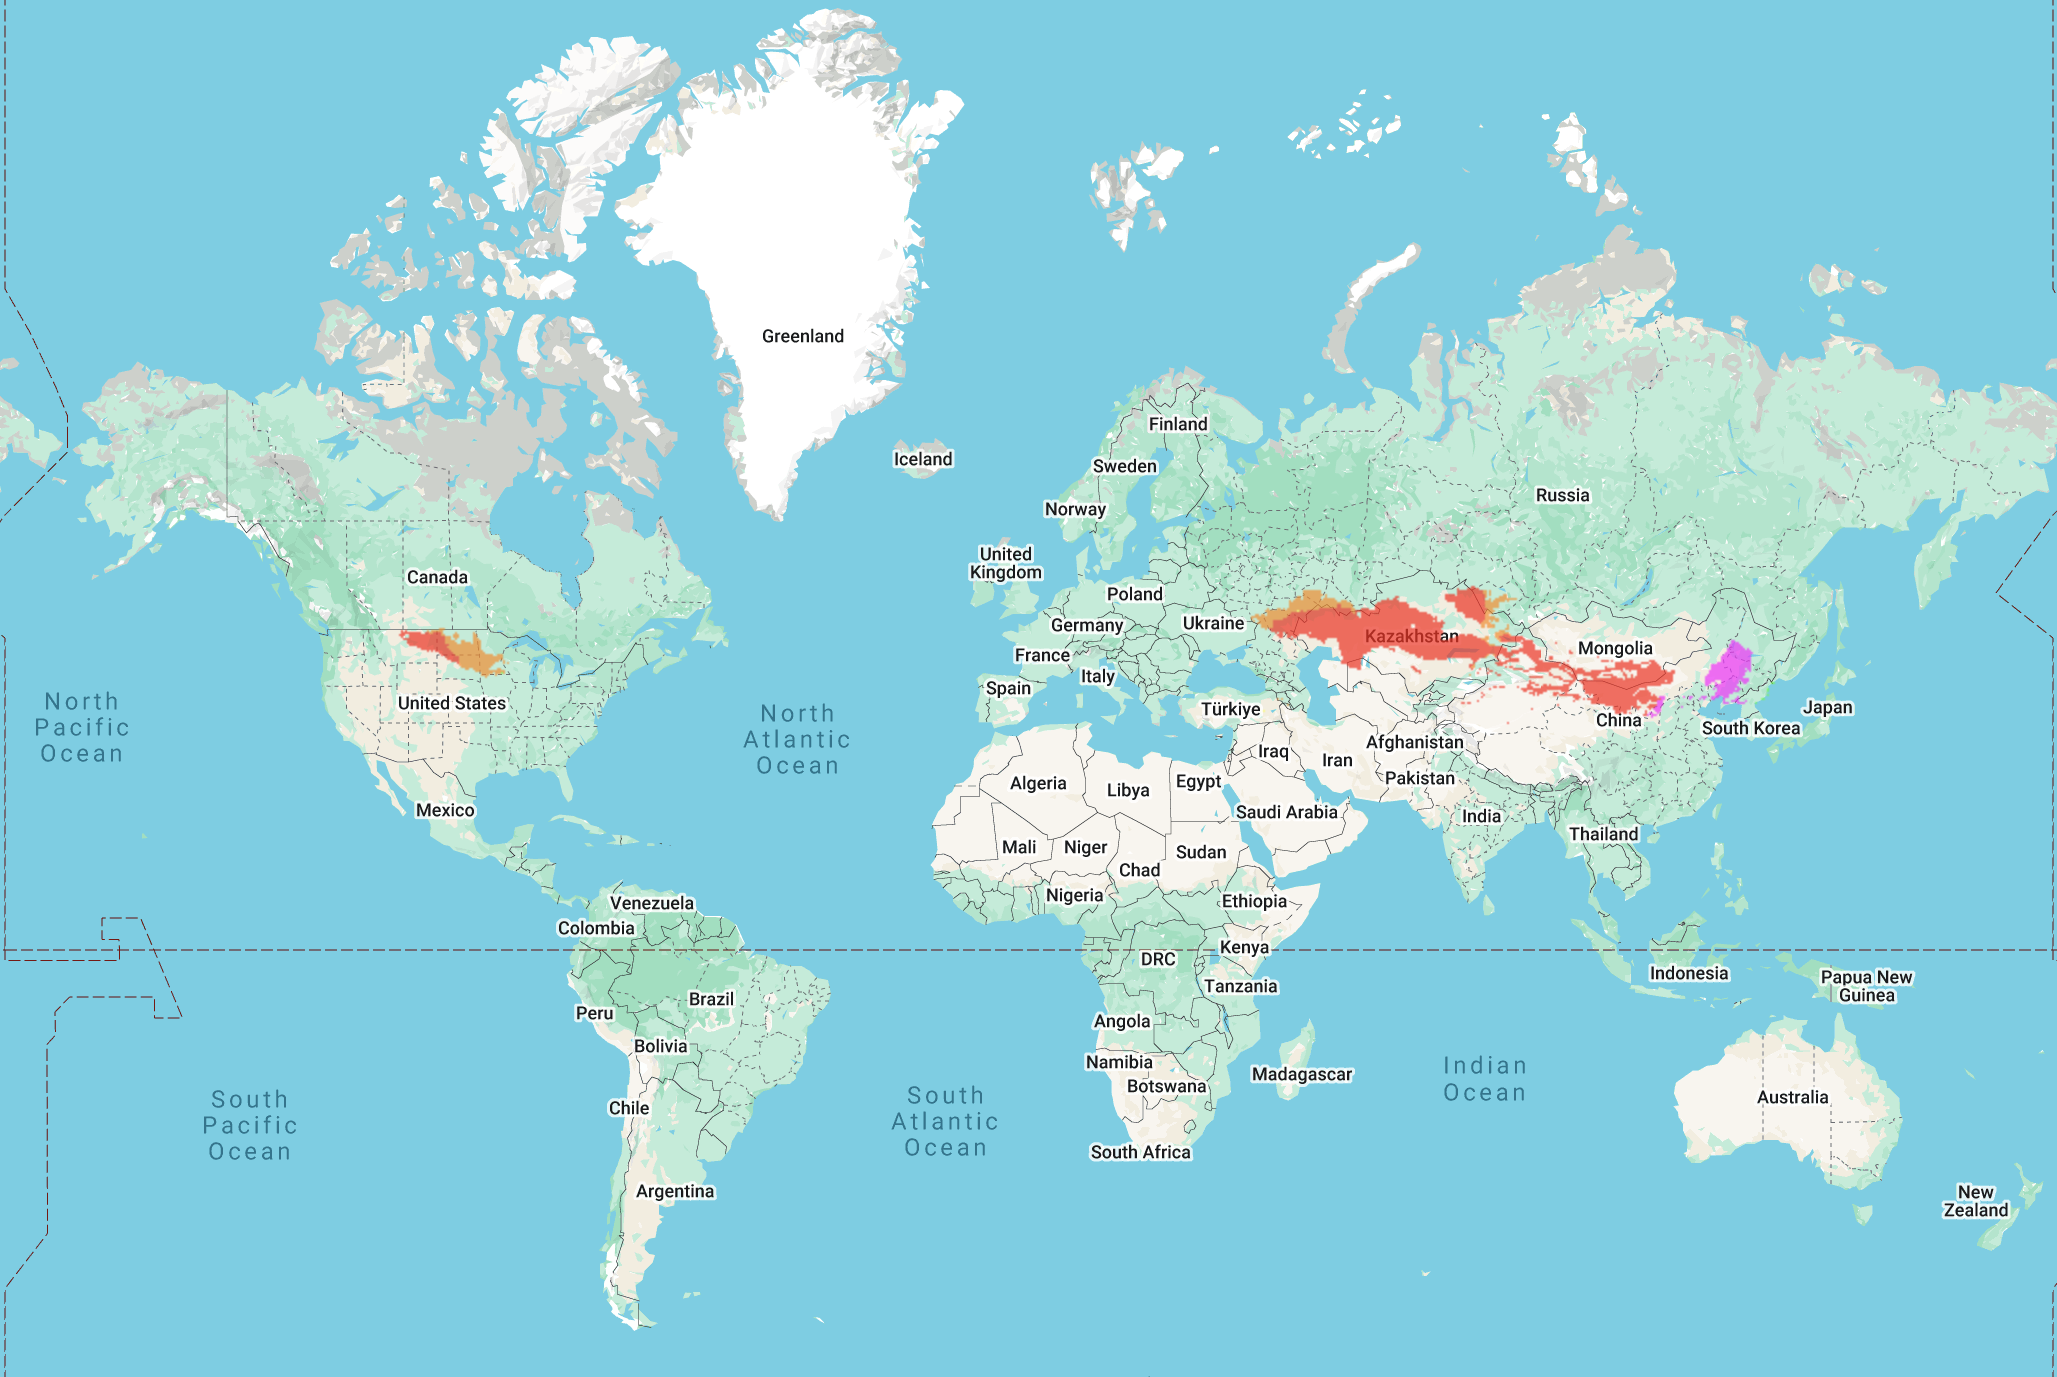 Greenland
Iceland
Finland
Sweden
Norway
Russia
United
Kingdom
Canada
Poland
Germany
Ukraine
France
Kazakhstan
Mongolia
Italy
Spain
United States
Türkiye
China
Japan
South Korea
North
Pacific
Ocean
North
Atlantic
Ocean
Afghanistan
Iraq
Iran
Algeria
Libya
Egypt
Pakistan
Mexico
Saudi Arabia
India
Thailand
Mali
Niger
Sudan
Chad
Nigeria
Ethiopia
Venezuela
Colombia
Kenya
DRC
Indonesia
Papua New
Guinea
Tanzania
Brazil
Peru
Angola
Bolivia
Namibia
Botswana
Madagascar
Indian
Ocean
Australia
Chile
South
Pacific
Ocean
South
Atlantic
Ocean
South Africa
Argentina
New
Zealand